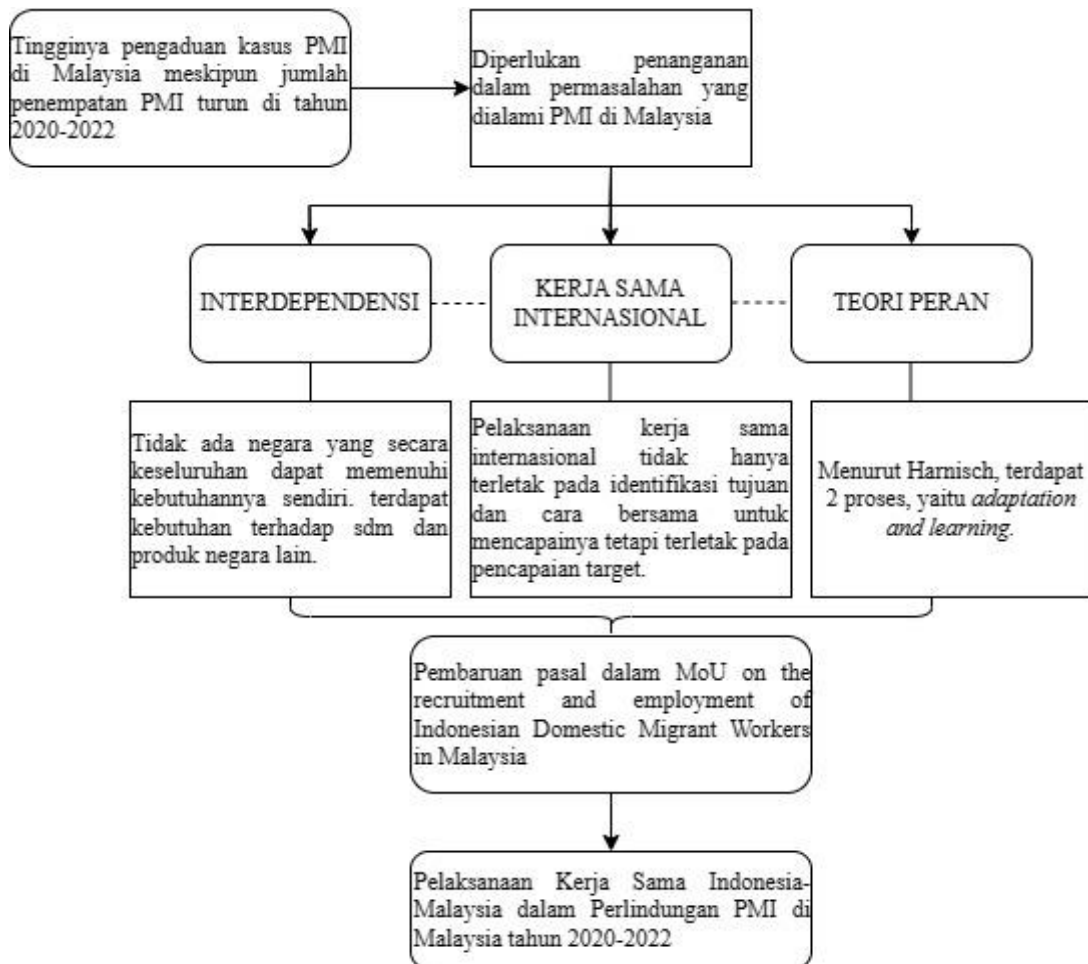 Tingginya pengaduan kasus PMI
di Malaysia meskipun jumlah
penempatan PMI turun di tahun
2020-2022
Diperlukan penanganan
dalam permasalahan yang
dialami PMI di Malaysia
INTERDEPENDENSI
KERJA SAMA
INTERNASIONAL
TEORI PERAN
Tidak ada negara yang secara
keseluruhan dapat memenuhi
kebutuhannya sendiri. terdapat
kebutuhan terhadap sdm dan
produk negara lain.
Pelaksanaan kerja sama
internasional tidak hanya
terletak pada identifikasi tujuan
dan cara bersama untuk
mencapainya tetapi terletak pada
pencapaian target.
Menurut Harnisch, terdapat
2 proses, yaitu adaptation
and learning.
Pembaruan pasal dalam MoU on the
recruitment and employment of
Indonesian Domestic Migrant Workers
in Malaysia
Pelaksanaan Kerja Sama Indonesia-
Malaysia dalam Perlindungan PMI di
Malaysia tahun 2020-2022